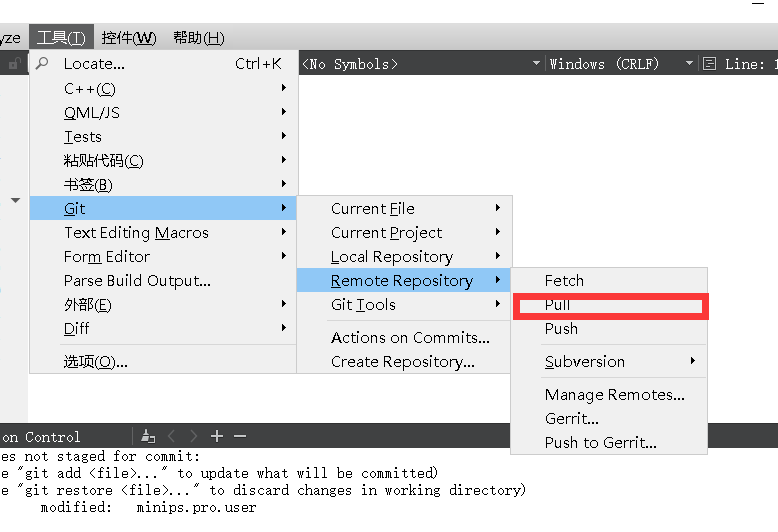 yze 工具(T) 控件(W) 帮助(H)
<No Symbols> Windows (CRLF) Line: 1
Locate... Ctrl+K
C++(C)
QML/JS
Tests
粘贴代码(C)
书签(B)
Git
Text Editing Macros
Form Editor
Parse Build Output...
外部(E)
Diff
选项(O)...
Current File
Current Project
Local Repository
Remote Repository
Git Tools
Actions on Commits...
Create Repository...
Fetch
Pull
Push
Subversion
Manage Remotes...
Gerrit...
Push to Gerrit...
on Control
es not staged for commit:
e "git add <file>..." to update what will be committed)
e "git restore <file>..." to discard changes in working directory)
modified: minips.pro.user